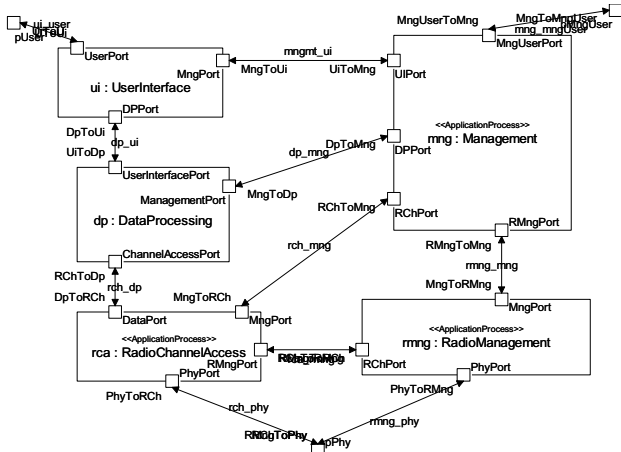 ui_user
pUser
UserPort
MngPort
ui : UserInterface
DPPort
mngmt_ui
MngToUi
UiToMng
MngUserToMng
MngToMngUser
rmng_mngUser
MngUserPort
UIPort
<<ApplicationProcess>>
mng : Management
DPPort
RChPort
RMngPort
DpToUi
dp_ui
UiToDp
DpToMng
dp_mng
MngToDp
UserInterfacePort
ManagementPort
dp : DataProcessing
ChannelAccessPort
RChToMng
rch_mng
MngToRCh
RChToDp
rch_dp
DpToRCh
RMngToMng
rmng_mng
MngToRMng
DataPort
MngPort
<<ApplicationProcess>>
rca : RadioChannelAccess
RMngPort
PhyPort
MngPort
<<ApplicationProcess>>
rmng : RadioManagement
RChPort
PhyPort
PhyToRCh
rch_phy
PhyToRMng
rmng_phy
pPhy